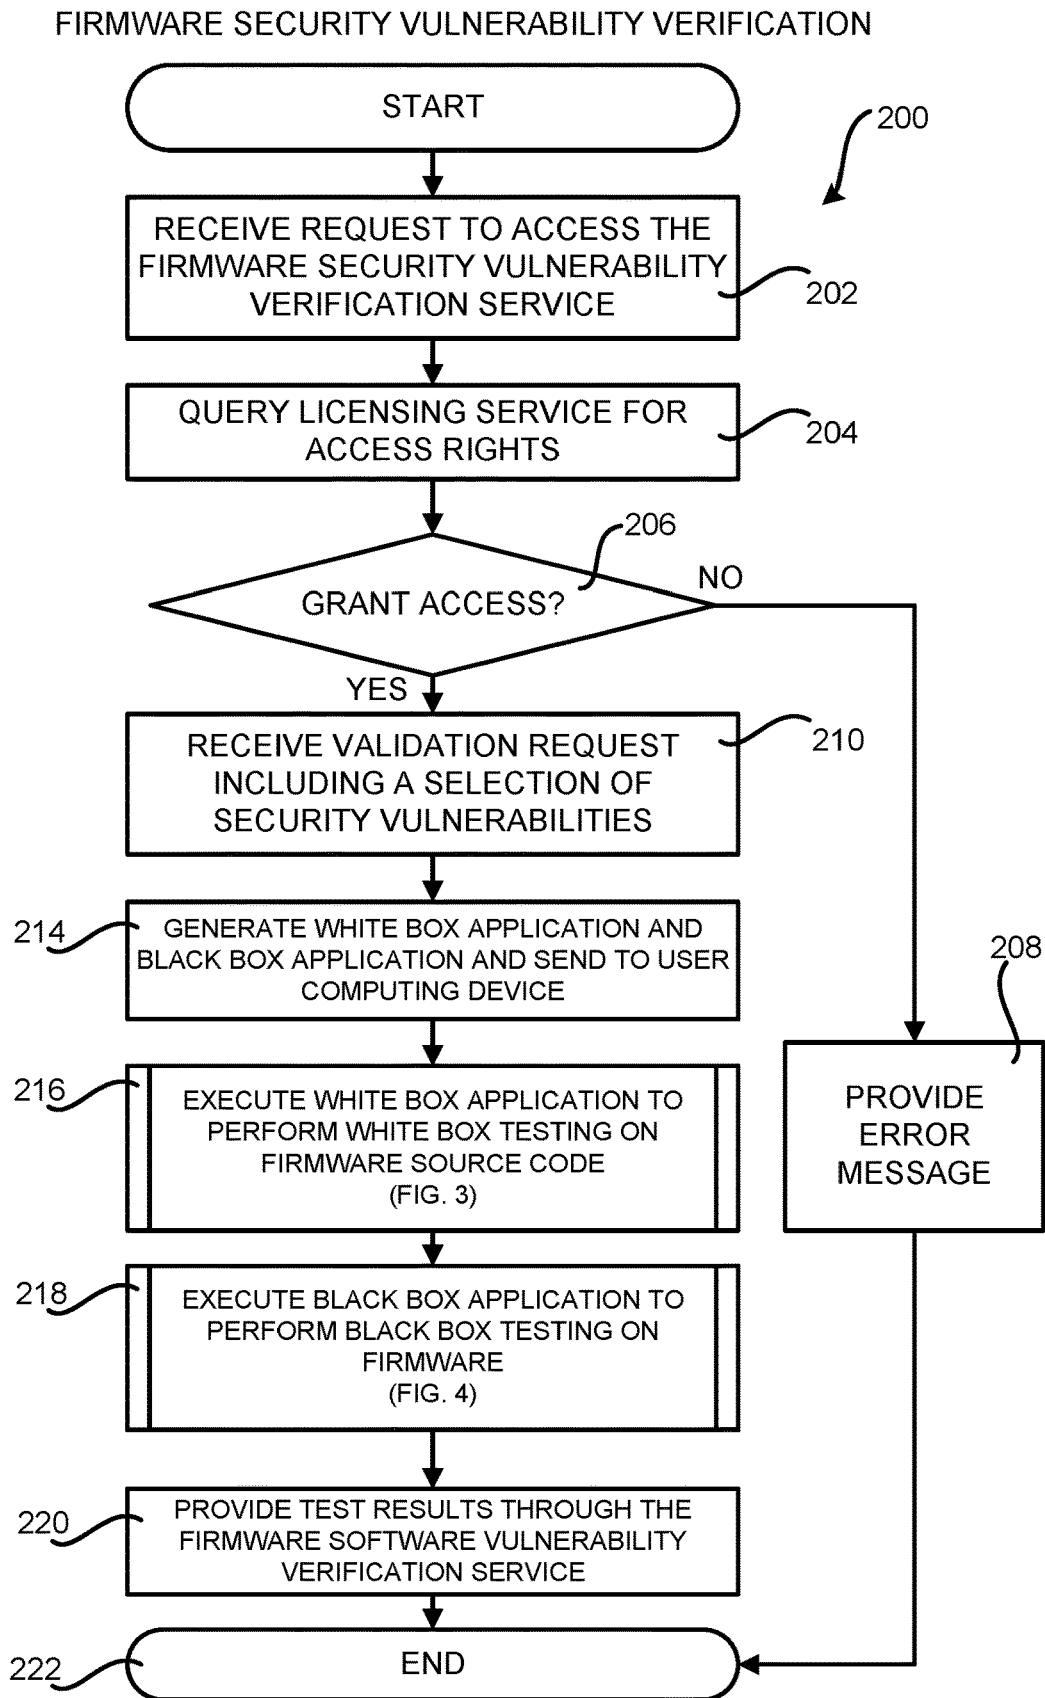 FIRMWARE SECURITY VULNERABILITY VERIFICATION
START
200
RECEIVE REQUEST TO ACCESS THE
FIRMWARE SECURITY VULNERABILITY
VERIFICATION SERVICE
202
QUERY LICENSING SERVICE FOR
ACCESS RIGHTS
204
206
GRANT ACCESS?
NO
YES
RECEIVE VALIDATION REQUEST
INCLUDING A SELECTION OF
SECURITY VULNERABILITIES
210
214
GENERATE WHITE BOX APPLICATION AND
BLACK BOX APPLICATION AND SEND TO USER
COMPUTING DEVICE
208
PROVIDE
ERROR
MESSAGE
216
EXECUTE WHITE BOX APPLICATION TO
PERFORM WHITE BOX TESTING ON
FIRMWARE SOURCE CODE
(FIG. 3)
218
EXECUTE BLACK BOX APPLICATION TO
PERFORM BLACK BOX TESTING ON
FIRMWARE
(FIG. 4)
220
PROVIDE TEST RESULTS THROUGH THE
FIRMWARE SOFTWARE VULNERABILITY
VERIFICATION SERVICE
222
END